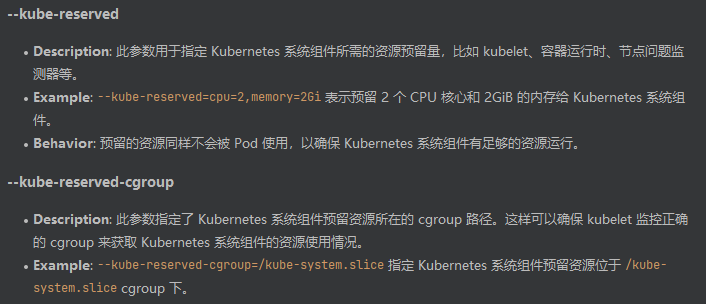 --kube-reserved
• Description: 此参数用于指定 Kubernetes 系统组件所需的资源预留量，比如 kubelet、容器运行时、节点问题监
测器等。
• Example: --kube-reserved=cpu=2,memory=2Gi 表示预留 2 个 CPU 核心和 2GiB 的内存给 Kubernetes 系统组
件。
• Behavior: 预留的资源同样不会被 Pod 使用，以确保 Kubernetes 系统组件有足够的资源运行。
--kube-reserved-cgroup
• Description: 此参数指定了 Kubernetes 系统组件预留资源所在的 cgroup 路径。这样可以确保 kubelet 监控正确
的 cgroup 来获取 Kubernetes 系统组件的资源使用情况。
• Example: --kube-reserved-cgroup=/kube-system.slice 指定 Kubernetes 系统组件预留资源位于 /kube-
system.slice cgroup 下。